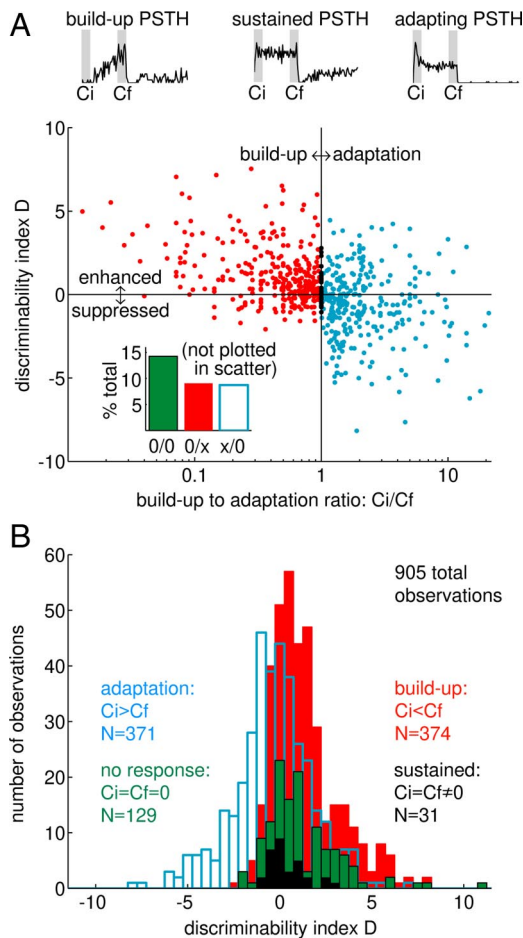 A
build-up PSTH
sustained PSTH
adapting PSTH
Ci Cf
Ci Cf
Ci Cf
10
5
0
-5
-10
discriminability index D
build-up ↔ adaptation
enhanced
suppressed
(not plotted
in scatter)
% total
15
10
5
0/0 0/x x/0
0.1 1 10
build-up to adaptation ratio: Ci/Cf
B
60
50
40
30
20
10
0
number of observations
905 total
observations
adaptation:
Ci>Cf
N=371
build-up:
Ci<Cf
N=374
no response:
Ci=Cf=0
N=129
sustained:
Ci=Cf≠0
N=31
-10 -5 0 5 10
discriminability index D